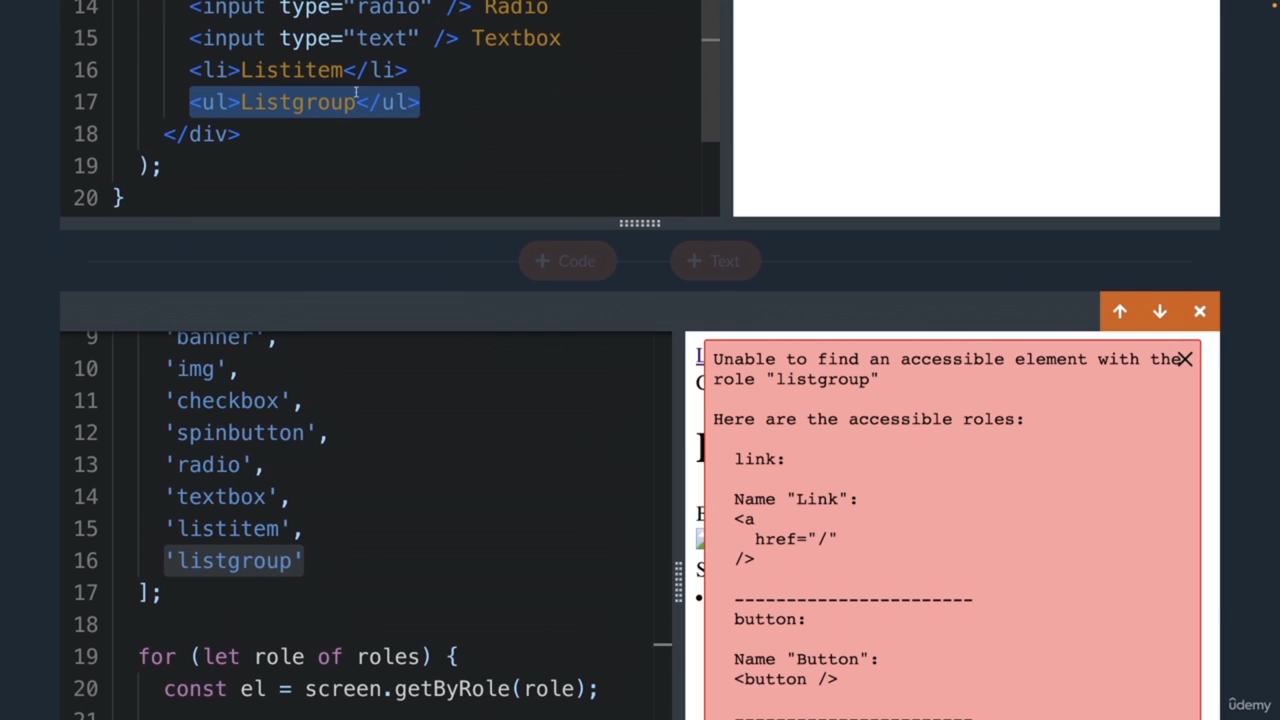 14 <input type="radio" /> Radio
15 <input type="text" /> Textbox
16 <li>Listitem</li>
17 <ul>Listgroup</ul>
18 </div>
19 );
20 }
+ Code + Text
9 'banner',
10 'img',
11 'checkbox',
12 'spinbutton',
13 'radio',
14 'textbox',
15 'listitem',
16 'listgroup'
17 ];
18
19 for (let role of roles) {
20 const el = screen.getByRole(role);
21
Unable to find an accessible element with the
role "listgroup"
Here are the accessible roles:
link:
Name "Link":
<a
href="/"
/>
-----------------------
button:
Name "Button":
<button />
-----------------------
ûdemy